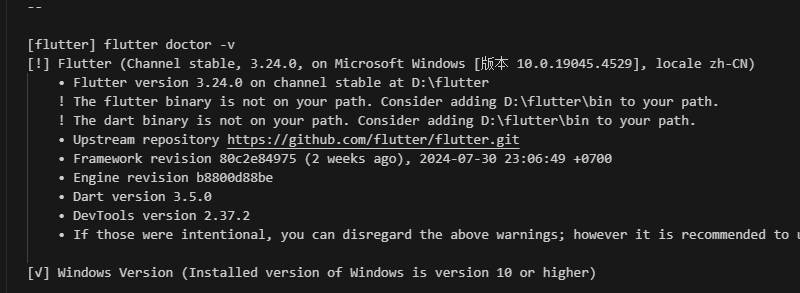 --
[flutter] flutter doctor -v
[!] Flutter (Channel stable, 3.24.0, on Microsoft Windows [版本 10.0.19045.4529], locale zh-CN)
• Flutter version 3.24.0 on channel stable at D:\flutter
! The flutter binary is not on your path. Consider adding D:\flutter\bin to your path.
! The dart binary is not on your path. Consider adding D:\flutter\bin to your path.
• Upstream repository https://github.com/flutter/flutter.git
• Framework revision 80c2e84975 (2 weeks ago), 2024-07-30 23:06:49 +0700
• Engine revision b8800d88be
• Dart version 3.5.0
• DevTools version 2.37.2
• If those were intentional, you can disregard the above warnings; however it is recommended to
[√] Windows Version (Installed version of Windows is version 10 or higher)